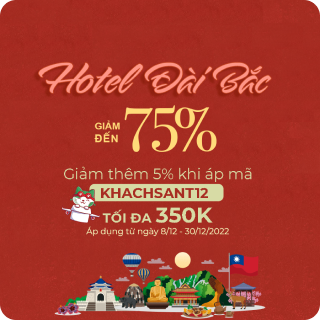 Hotel Đài Bắc
GIẢM
ĐẾN
75%
Giảm thêm 5% khi áp mã
KHACHSANT12
TỐI ĐA 350K
Áp dụng từ ngày 8/12 - 30/12/2022